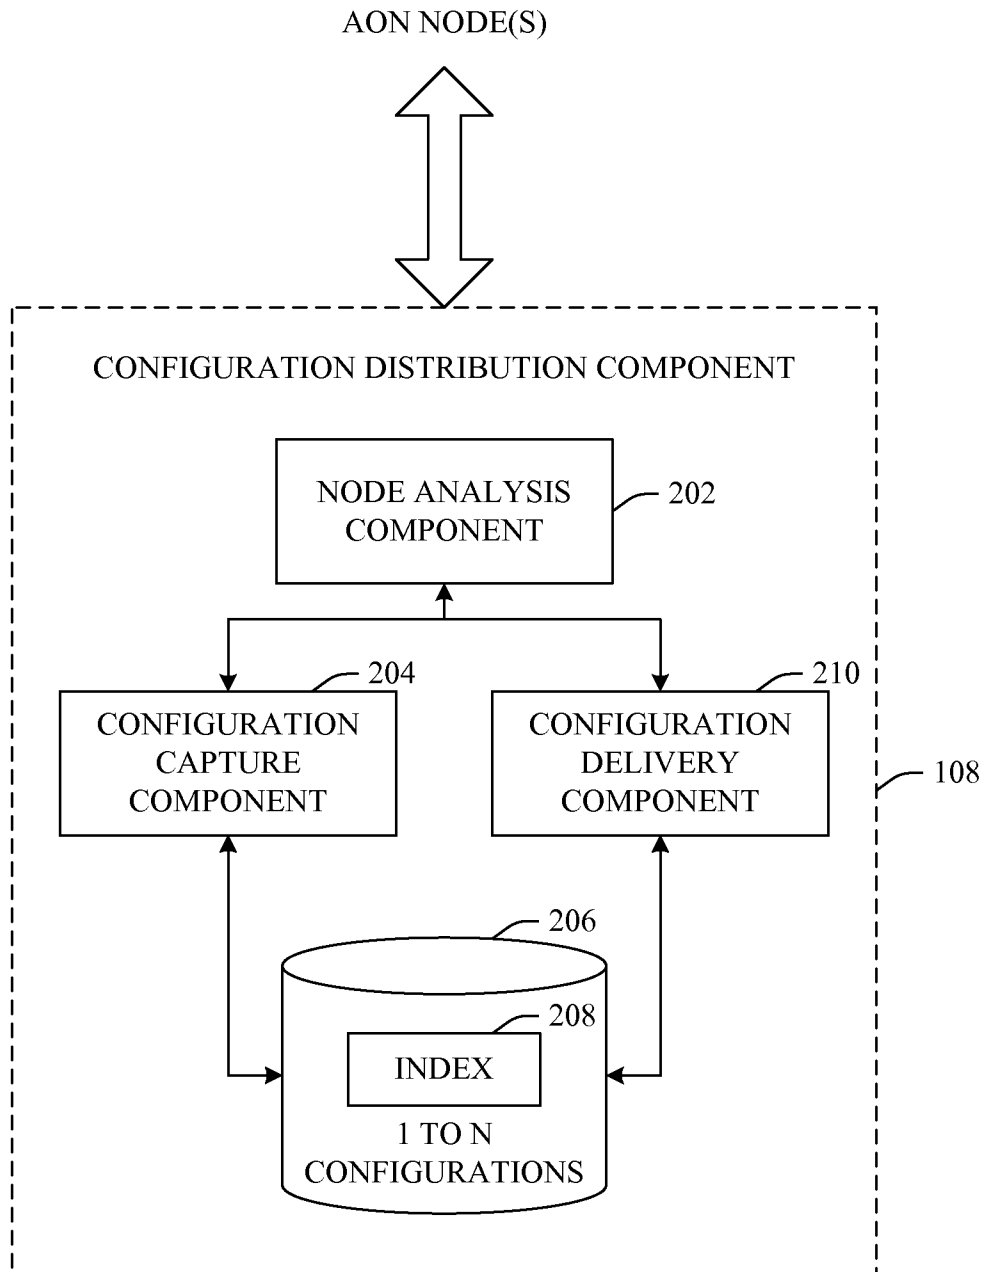 AON NODE(S)
CONFIGURATION DISTRIBUTION COMPONENT
NODE ANALYSIS
COMPONENT
202
204
210
CONFIGURATION
CAPTURE
COMPONENT
CONFIGURATION
DELIVERY
COMPONENT
108
206
208
INDEX
1 TO N
CONFIGURATIONS